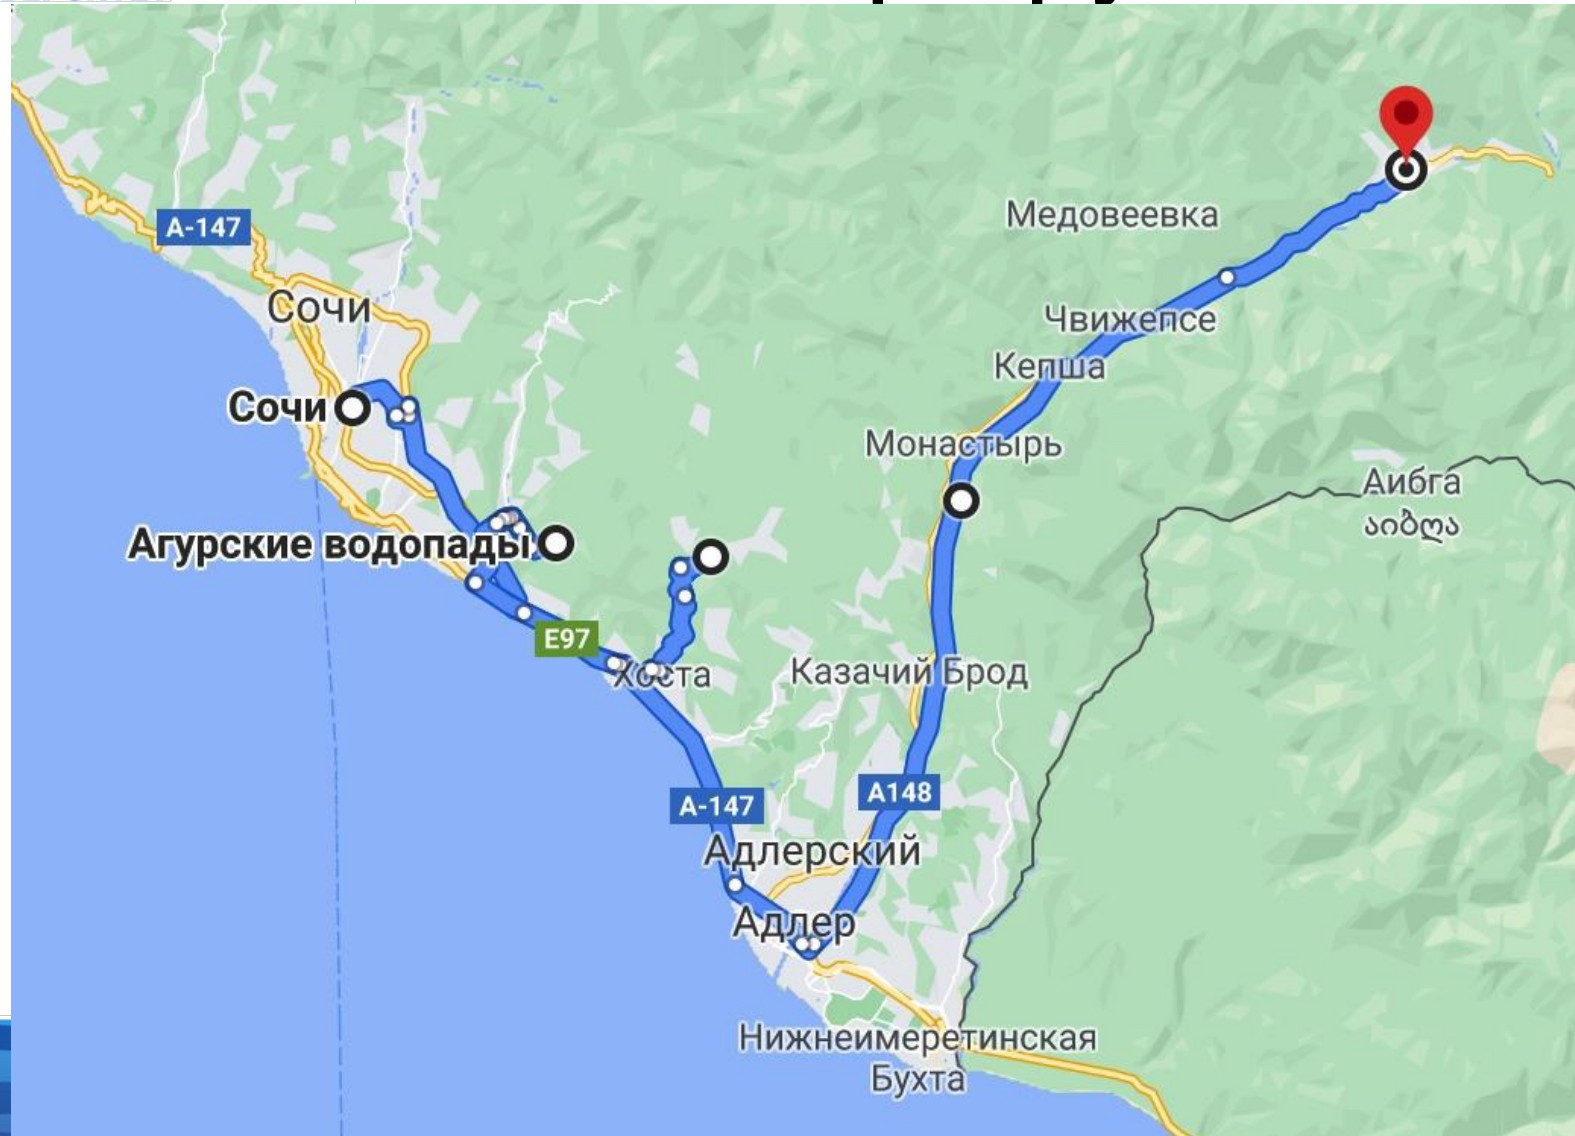 А-147
Медовеевка
Сочи
Чвижепсе
Кепша
Сочи
Монастырь
Аибга
აიბღა
Агурские водопады
E97
Хоста
Казачий Брод
А-147
А148
Адлерский
Адлер
Нижнеимеретинская
Бухта